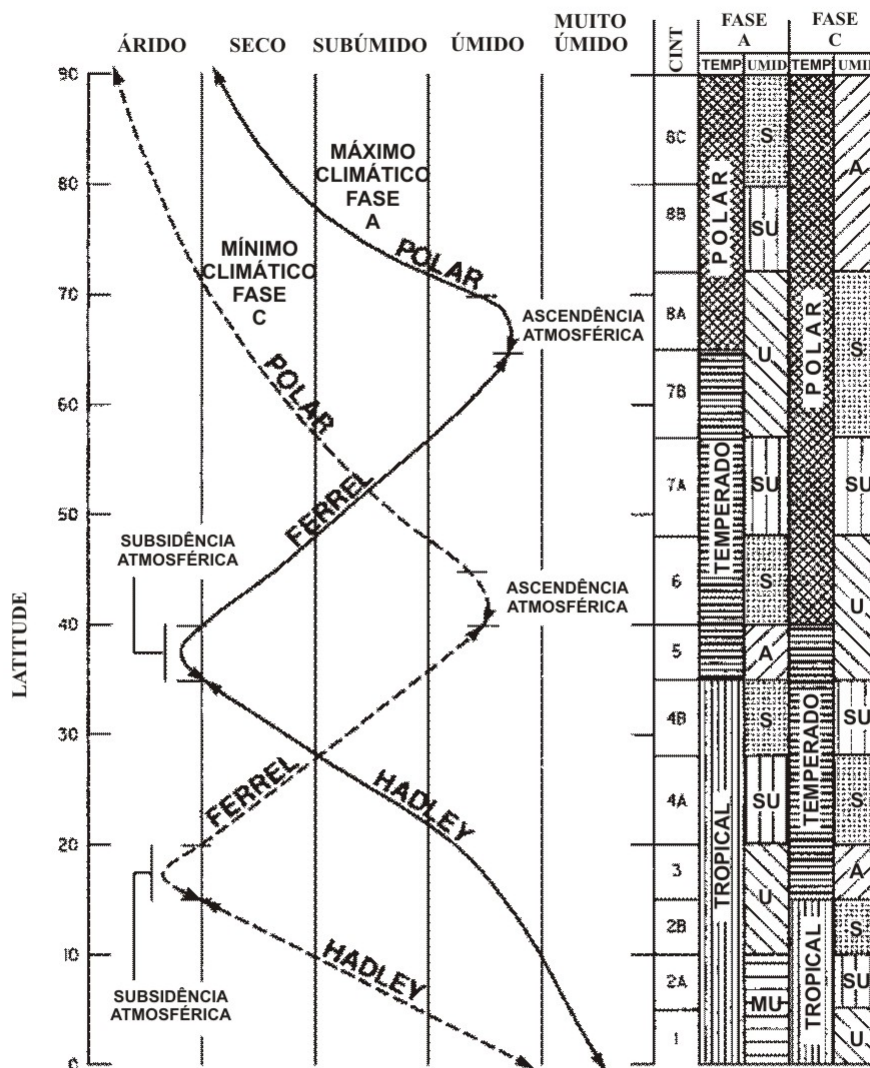 MUITO
ÁRIDO SECO SUBÚMIDO ÚMIDO ÚMIDO
CINT
FASE
A
FASE
C
TEMP UMID TEMP UMID
LATITUDE
90
80
70
60
50
40
30
20
10
0
MÁXIMO
CLIMÁTICO
FASE
A
POLAR
MÍNIMO
CLIMÁTICO
FASE
C
POLAR
ASCENDÊNCIA
ATMOSFÉRICA
FERREL
SUBSIDÊNCIA
ATMOSFÉRICA
ASCENDÊNCIA
ATMOSFÉRICA
FERREL
HADLEY
SUBSIDÊNCIA
ATMOSFÉRICA
HADLEY
8C
8B
8A
7B
7A
6
5
4B
4A
3
2B
2A
1
POLAR
TEMPERADO
TROPICAL
S
SU
U
SU
S
A
S
SU
U
MU
POLAR
TEMPERADO
TROPICAL
A
S
SU
U
SU
S
A
S
SU
U